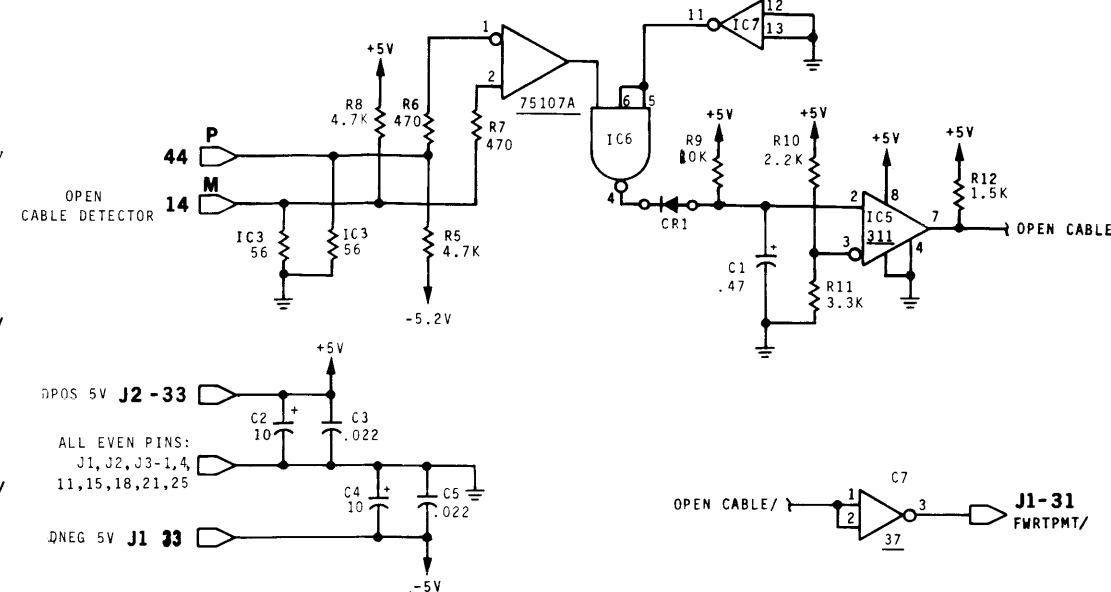 +5V
R8
4.7K
R6
470
1
2
75107A
R7
470
P
44
M
14
OPEN
CABLE DETECTOR
IC3
56
IC3
56
R5
4.7K
-5.2V
11
IC7
12
13
6
5
IC6
4
CR1
+5V
R9
10K
+5V
R10
2.2K
+5V
8
2
IC5
311
3
7
4
+5V
R12
1.5K
OPEN CABLE
C1
+
.47
R11
3.3K
+5V
DPOS 5V J2-33
C2
10
+
C3
.022
ALL EVEN PINS:
J1,J2,J3-1,4,
11,15,18,21,25
C4
10
+
C5
.022
DNEG 5V J1 33
-5V
OPEN CABLE/
C7
1
2
3
37
J1-31
FWRTPMT/